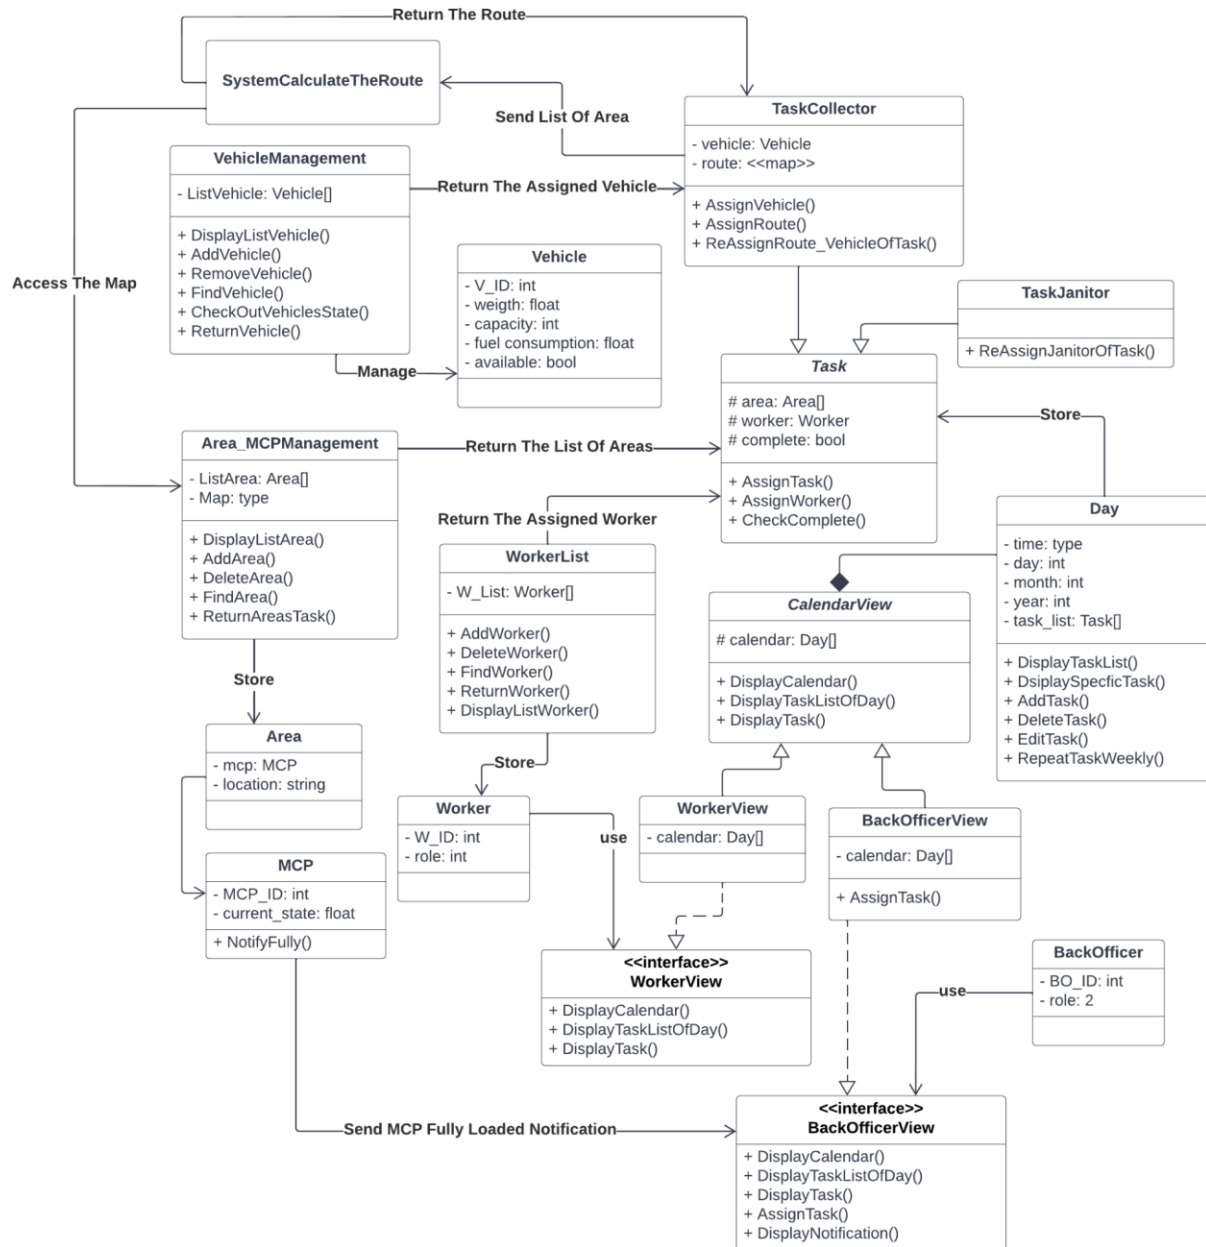 Return The Route
SystemCalculateTheRoute
Send List Of Area
TaskCollector
- vehicle: Vehicle
- route: <<map>>
+ AssignVehicle()
+ AssignRoute()
+ ReAssignRoute_VehicleOfTask()
VehicleManagement
- ListVehicle: Vehicle[]
+ DisplayListVehicle()
+ AddVehicle()
+ RemoveVehicle()
+ FindVehicle()
+ CheckOutVehiclesState()
+ ReturnVehicle()
Return The Assigned Vehicle
Access The Map
Vehicle
- V_ID: int
- weigth: float
- capacity: int
- fuel consumption: float
- available: bool
Manage
TaskJanitor
+ ReAssignJanitorOfTask()
Task
# area: Area[]
# worker: Worker
# complete: bool
+ AssignTask()
+ AssignWorker()
+ CheckComplete()
Store
Area_MCPManagement
- ListArea: Area[]
- Map: type
+ DisplayListArea()
+ AddArea()
+ DeleteArea()
+ FindArea()
+ ReturnAreasTask()
Return The List Of Areas
Return The Assigned Worker
WorkerList
- W_List: Worker[]
+ AddWorker()
+ DeleteWorker()
+ FindWorker()
+ ReturnWorker()
+ DisplayListWorker()
Day
- time: type
- day: int
- month: int
- year: int
- task_list: Task[]
+ DisplayTaskList()
+ DsiplaySpecficTask()
+ AddTask()
+ DeleteTask()
+ EditTask()
+ RepeatTaskWeekly()
CalendarView
# calendar: Day[]
+ DisplayCalendar()
+ DisplayTaskListOfDay()
+ DisplayTask()
Store
Area
- mcp: MCP
- location: string
Store
Worker
- W_ID: int
- role: int
use
WorkerView
- calendar: Day[]
BackOfficerView
- calendar: Day[]
+ AssignTask()
MCP
- MCP_ID: int
- current_state: float
+ NotifyFully()
<<interface>>
WorkerView
+ DisplayCalendar()
+ DisplayTaskListOfDay()
+ DisplayTask()
BackOfficer
- BO_ID: int
- role: 2
use
Send MCP Fully Loaded Notification
<<interface>>
BackOfficerView
+ DisplayCalendar()
+ DisplayTaskListOfDay()
+ DisplayTask()
+ AssignTask()
+ DisplayNotification()